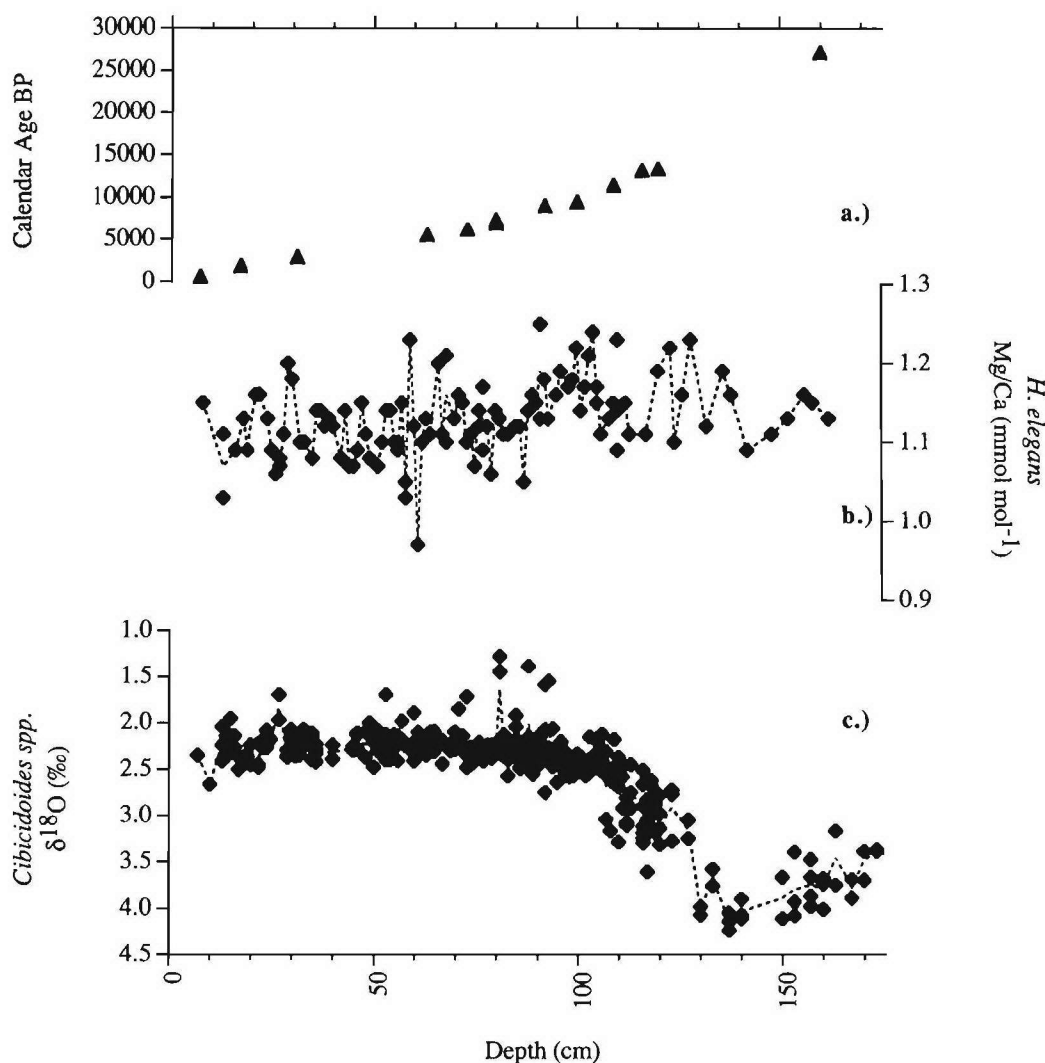 30000
25000
20000
15000
10000
5000
0
Calendar Age BP
a.)
1.3
1.2
1.1
1.0
0.9
H. elegans
Mg/Ca (mmol mol-1)
b.)
1.0
1.5
2.0
2.5
3.0
3.5
4.0
4.5
Cibicidoides spp.
δ18O (‰)
c.)
0
50
100
150
Depth (cm)